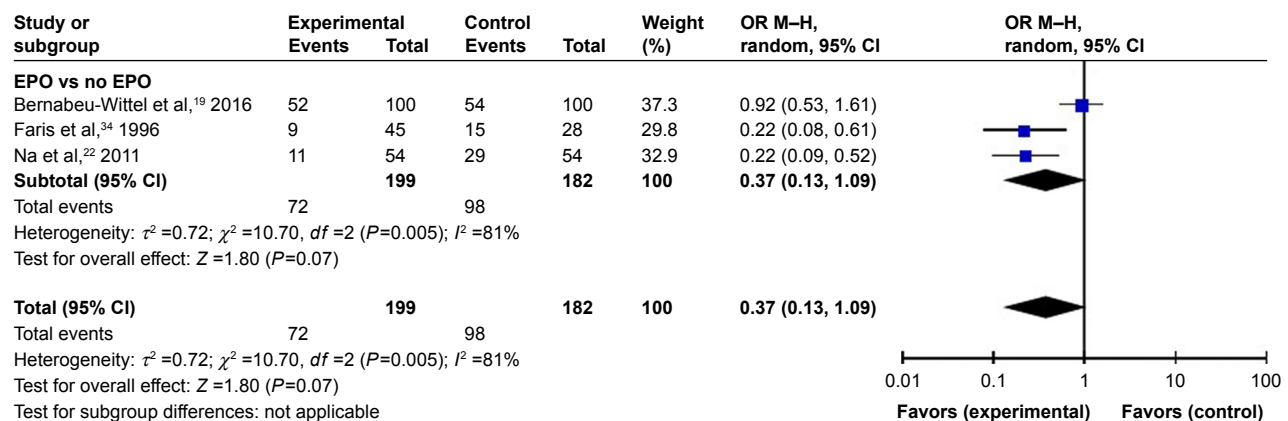 Study or subgroup Experimental Events Total Control Events Total Weight (%) OR M–H, random, 95% CI OR M–H, random, 95% CI
EPO vs no EPO
Bernabeu-Wittel et al,¹⁹ 2016 52 100 54 100 37.3 0.92 (0.53, 1.61)
Faris et al,³⁴ 1996 9 45 15 28 29.8 0.22 (0.08, 0.61)
Na et al,²² 2011 11 54 29 54 32.9 0.22 (0.09, 0.52)
Subtotal (95% CI) 199 182 100 0.37 (0.13, 1.09)
Total events 72 98
Heterogeneity: τ² =0.72; χ² =10.70, df =2 (P=0.005); I² =81%
Test for overall effect: Z =1.80 (P=0.07)
Total (95% CI) 199 182 100 0.37 (0.13, 1.09)
Total events 72 98
Heterogeneity: τ² =0.72; χ² =10.70, df =2 (P=0.005); I² =81%
Test for overall effect: Z =1.80 (P=0.07)
Test for subgroup differences: not applicable
0.01 0.1 1 10 100
Favors (experimental) Favors (control)